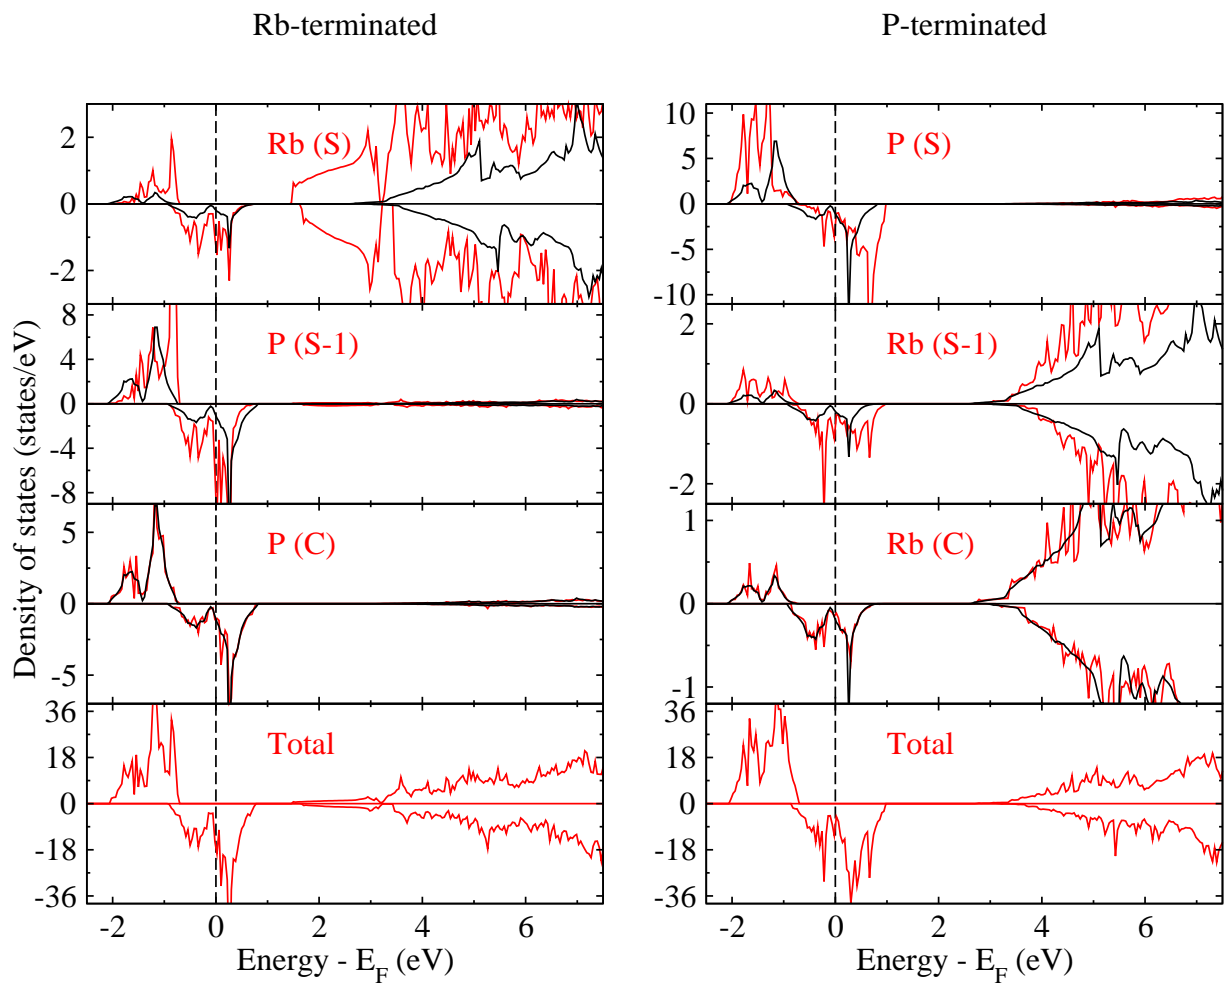 Rb-terminated
P-terminated
Density of states (states/eV)
2
0
-2
Rb (S)
8
4
0
-4
-8
P (S-1)
5
0
-5
P (C)
36
18
0
-18
-36
Total
-2 0 2 4 6
Energy - E_F (eV)
10
5
0
-5
-10
P (S)
2
0
-2
Rb (S-1)
1
0
-1
Rb (C)
36
18
0
-18
-36
Total
-2 0 2 4 6
Energy - E_F (eV)